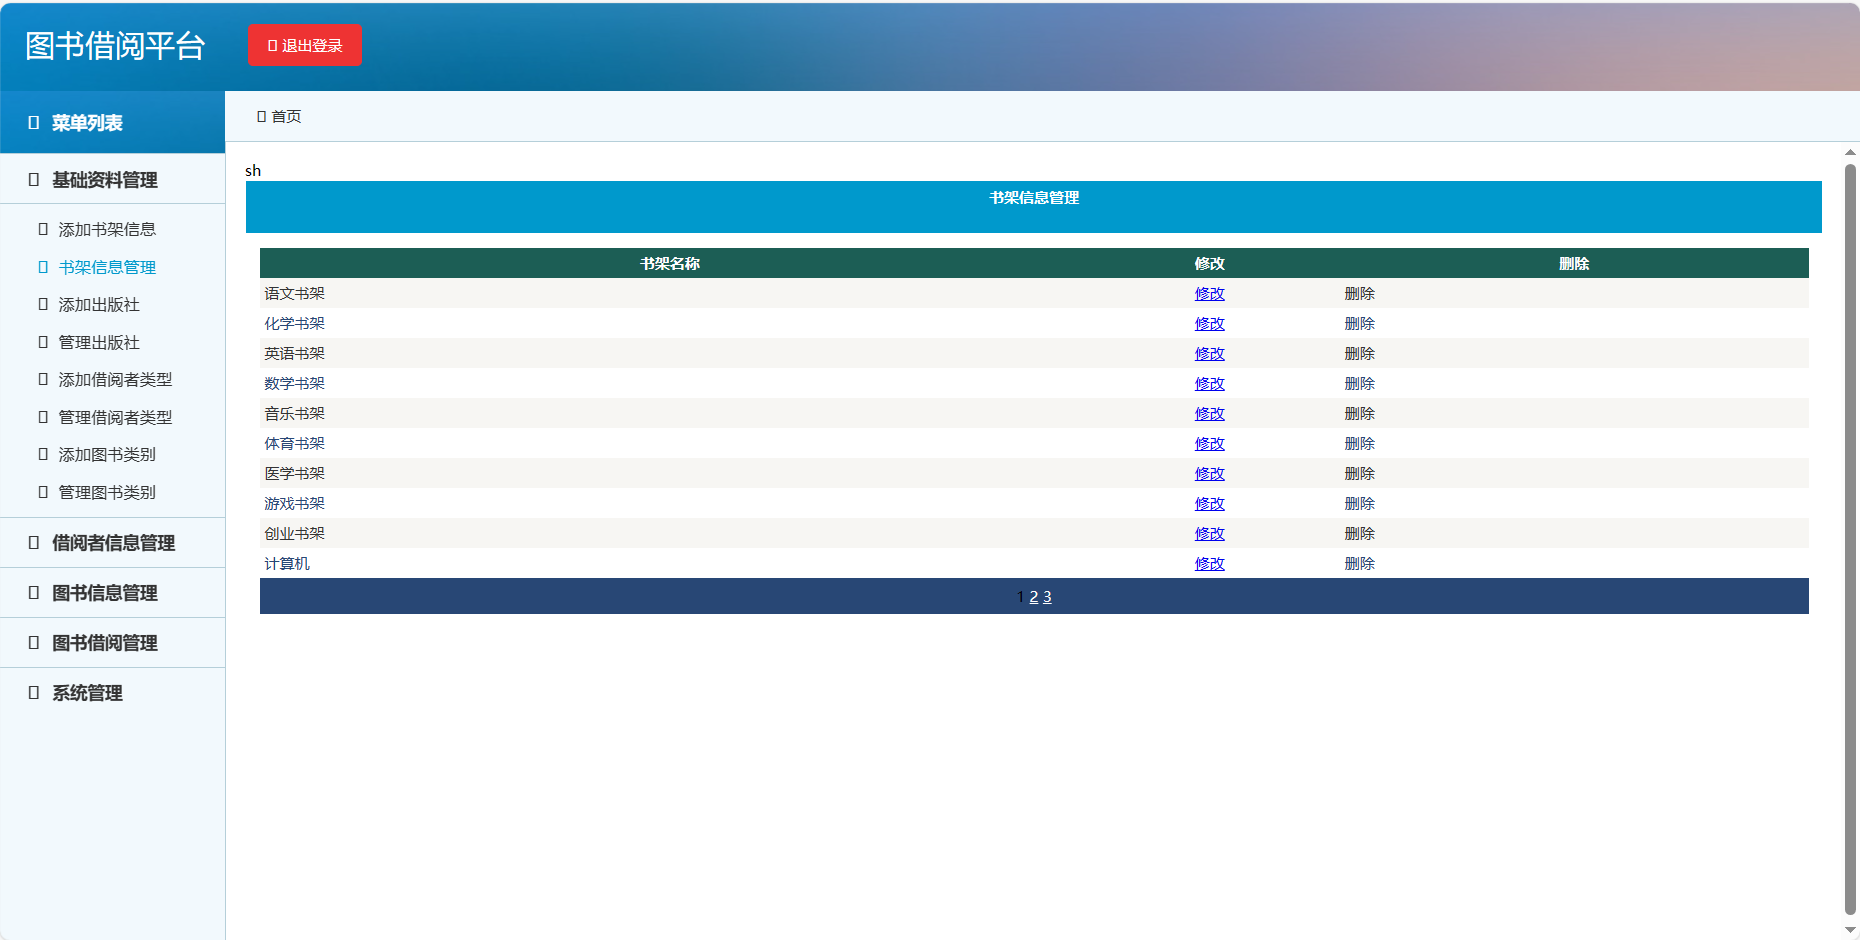 图书借阅平台
退出登录
菜单列表
首页
基础资料管理
添加书架信息
书架信息管理
添加出版社
管理出版社
添加借阅者类型
管理借阅者类型
添加图书类别
管理图书类别
借阅者信息管理
图书信息管理
图书借阅管理
系统管理
sh
书架信息管理
书架名称 修改 删除
语文书架 修改 删除
化学书架 修改 删除
英语书架 修改 删除
数学书架 修改 删除
音乐书架 修改 删除
体育书架 修改 删除
医学书架 修改 删除
游戏书架 修改 删除
创业书架 修改 删除
计算机 修改 删除
1 2 3